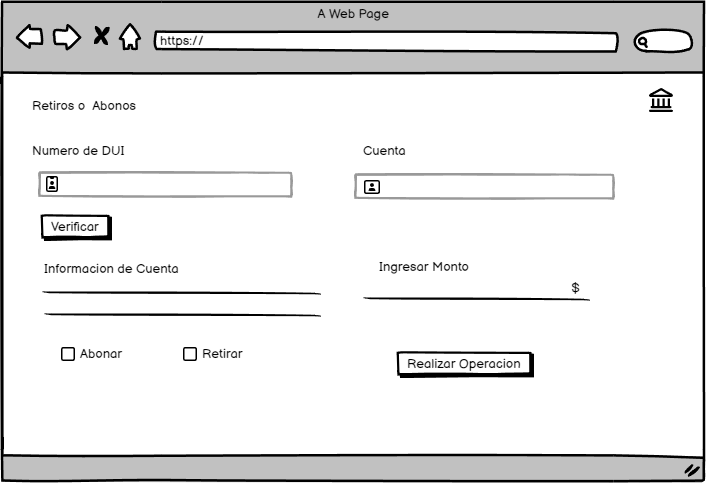 A Web Page
https://
Retiros o Abonos
Numero de DUI
Cuenta
Verificar
Informacion de Cuenta
Ingresar Monto
$
Abonar
Retirar
Realizar Operacion